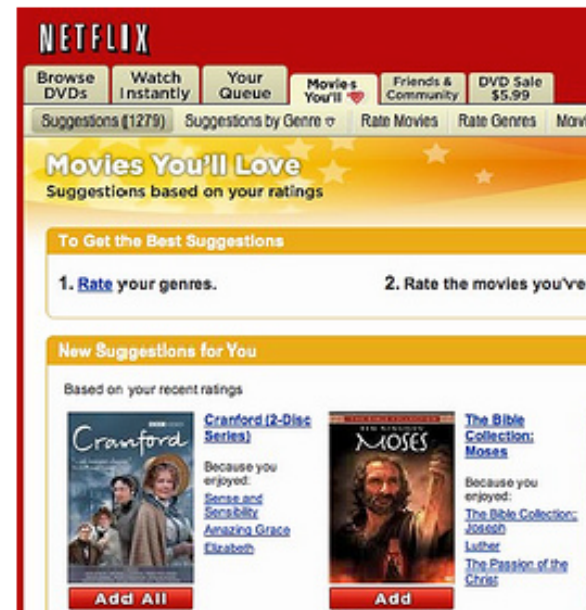 NETFLIX
Browse DVDs
Watch Instantly
Your Queue
Movies You'll
Friends & Community
DVD Sale $5.99
Suggestions (1279)
Suggestions by Genre
Rate Movies
Rate Genres
Movies You'll Love
Suggestions based on your ratings
To Get the Best Suggestions
1. Rate your genres.
2. Rate the movies you've
New Suggestions for You
Based on your recent ratings
Cranford
Cranford (2-Disc
Series)
Because you
enjoyed:
Sense and
Sensibility
Amazing Grace
Elizabeth
Add All
MOSES
The Bible
Collection:
Moses
Because you
enjoyed:
The Bible Collection:
Joseph
Luther
The Passion of the
Christ
Add